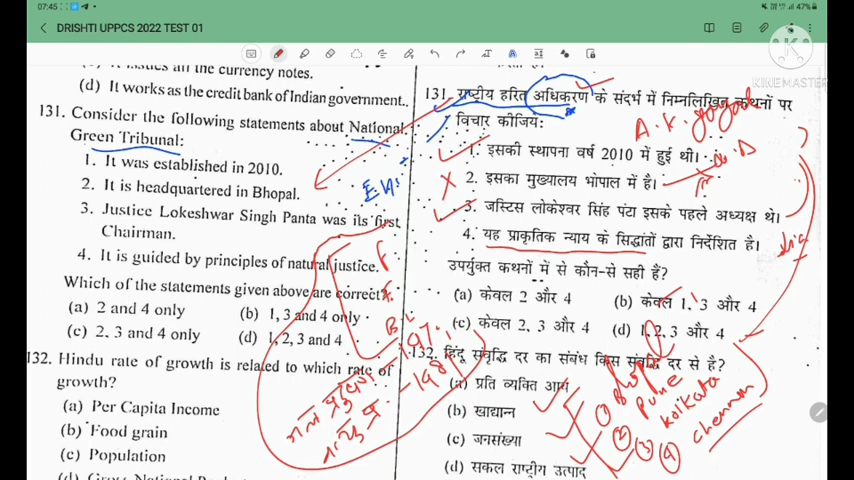 07:45
47%
DRISHTI UPPCS 2022 TEST 01
KINEMASTER
(d) It works as the credit bank of Indian government.
131. Consider the following statements about National Green Tribunal:
1. It was established in 2010.
2. It is headquartered in Bhopal.
3. Justice Lokeshwar Singh Panta was its first
Chairman.
4. It is guided by principles of natural justice.
Which of the statements given above are correct?
(a) 2 and 4 only
(b) 1, 3 and 4 only
(c) 2, 3 and 4 only
(d) 1, 2, 3 and 4
132. Hindu rate of growth is related to which rate of
growth?
(a) Per Capita Income
(b) Food grain
(c) Population
131. राष्ट्रीय हरित अधिकरण के संदर्भ में निम्नलिखित कथनों पर
विचार कीजिय:
1. इसकी स्थापना वर्ष 2010 में हुई थी।
2. इसका मुख्यालय भोपाल में है।
3. जस्टिस लोकेश्वर सिंह पंटा इसके पहले अध्यक्ष थे।
4. यह प्राकृतिक न्याय के सिद्धांतों द्वारा निर्देशित है।
उपर्युक्त कथनों में से कौन-से सही हैं?
(a) केवल 2 और 4
(b) केवल 1, 3 और 4
(c) केवल 2, 3 और 4
(d) 1, 2, 3 और 4
132. हिंदू संवृद्धि दर का संबंध किस संवृद्धि दर से है?
(a) प्रति व्यक्ति आय
(b) खाद्यान्न
(c) जनसंख्या
(d) सकल राष्ट्रीय उत्पाद
A. K. goyal
① Bhopal
② Pune
③ Kolkata
④ chennai